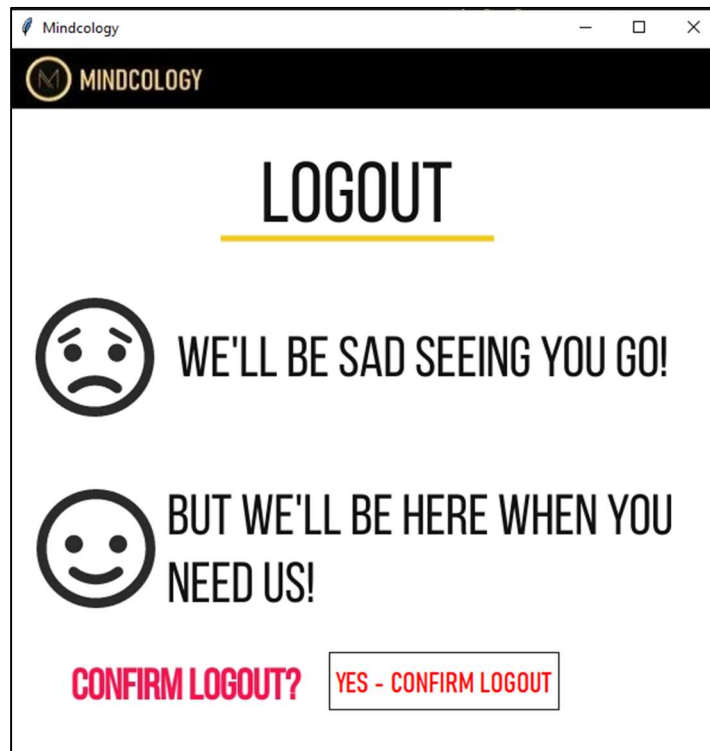 Mindcology
MINDCOLOGY
LOGOUT
WE'LL BE SAD SEEING YOU GO!
BUT WE'LL BE HERE WHEN YOU
NEED US!
CONFIRM LOGOUT?
YES - CONFIRM LOGOUT